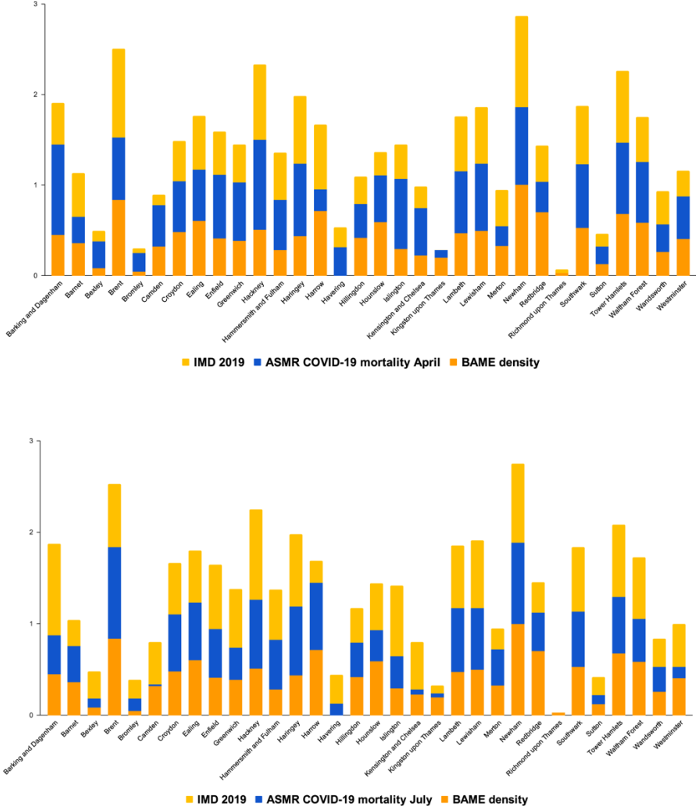 3
2
1
0
Barking and Dagenham
Barnet
Bexley
Brent
Bromley
Camden
Croydon
Ealing
Enfield
Greenwich
Hackney
Hammersmith and Fulham
Haringey
Harrow
Havering
Hillingdon
Hounslow
Islington
Kensington and Chelsea
Kingston upon Thames
Lambeth
Lewisham
Merton
Newham
Redbridge
Richmond upon Thames
Southwark
Sutton
Tower Hamlets
Waltham Forest
Wandsworth
Westminster
IMD 2019 ASMR COVID-19 mortality April BAME density
3
2
1
0
Barking and Dagenham
Barnet
Bexley
Brent
Bromley
Camden
Croydon
Ealing
Enfield
Greenwich
Hackney
Hammersmith and Fulham
Haringey
Harrow
Havering
Hillingdon
Hounslow
Islington
Kensington and Chelsea
Kingston upon Thames
Lambeth
Lewisham
Merton
Newham
Redbridge
Richmond upon Thames
Southwark
Sutton
Tower Hamlets
Waltham Forest
Wandsworth
Westminster
IMD 2019 ASMR COVID-19 mortality July BAME density